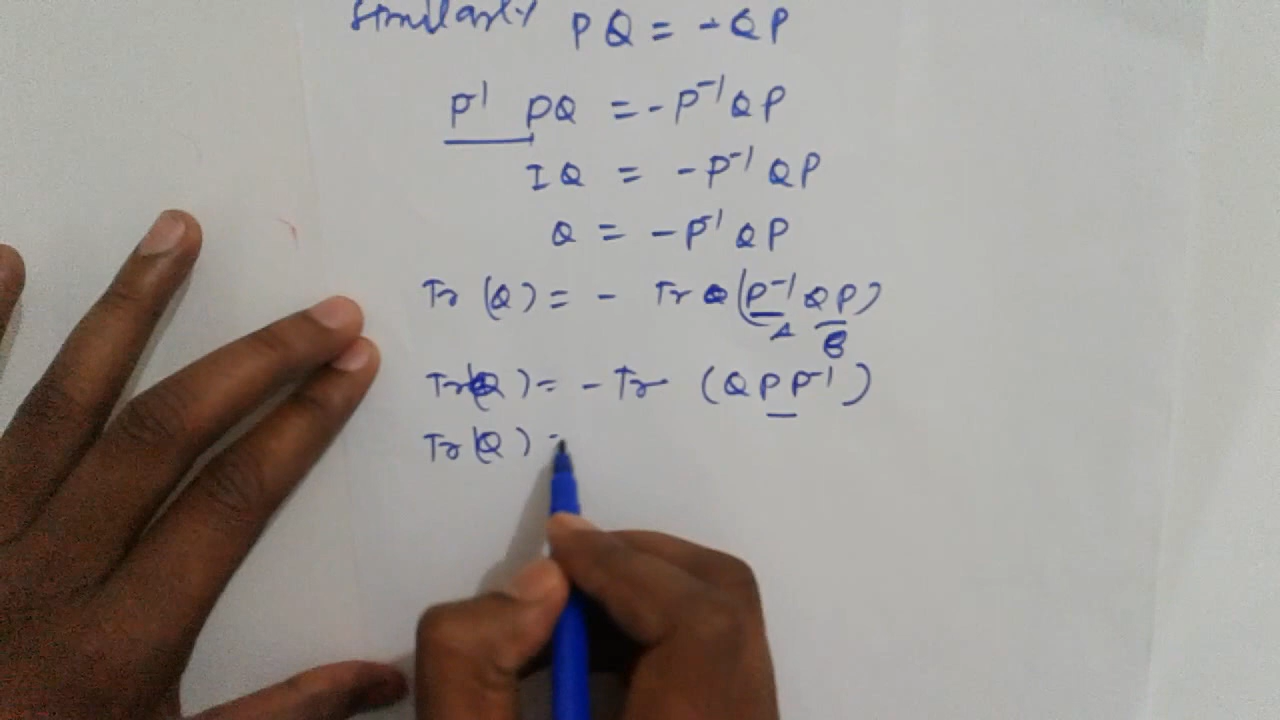 Similarly PQ = -QP
P⁻¹ PQ = -P⁻¹QP
IQ = -P⁻¹QP
Q = -P⁻¹QP
Tr (Q) = - Tr (P⁻¹QP)
A B
Tr(Q) = -Tr (QPP⁻¹)
Tr(Q) =